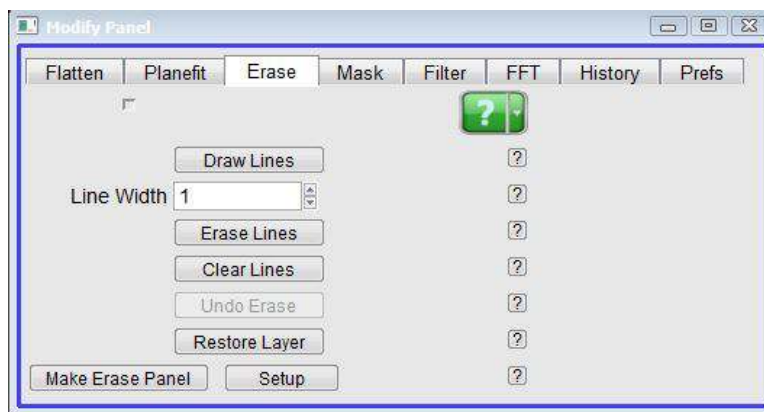 Modify Panel
Flatten Planefit Erase Mask Filter FFT History Prefs
?
Draw Lines ?
Line Width 1 ?
Erase Lines ?
Clear Lines ?
Undo Erase ?
Restore Layer ?
Make Erase Panel Setup ?